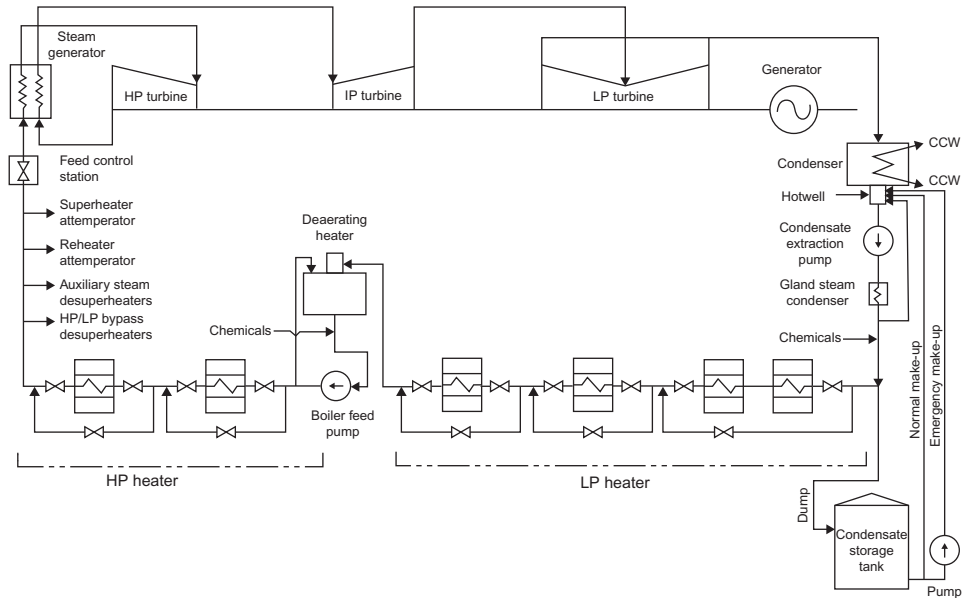 Steam
generator
HP turbine
IP turbine
LP turbine
Generator
Condenser
CCW
CCW
Hotwell
Feed control
station
Superheater
attemperator
Reheater
attemperator
Auxiliary steam
desuperheaters
HP/LP bypass
desuperheaters
Deaerating
heater
Chemicals
Boiler feed
pump
Condensate
extraction
pump
Gland steam
condenser
Chemicals
Normal make-up
Emergency make-up
HP heater
LP heater
Dump
Condensate
storage
tank
Pump